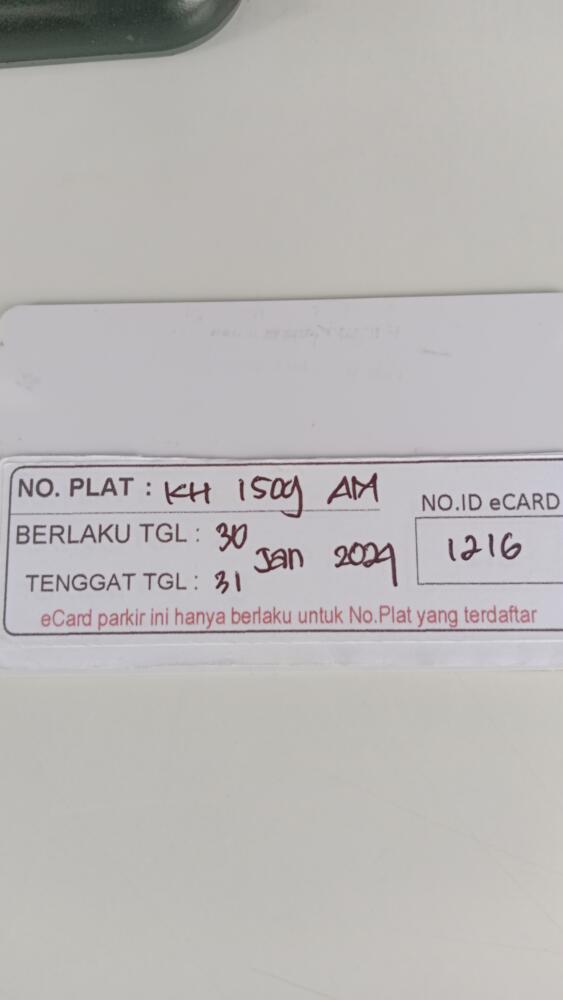 NO. PLAT : KH 1509 AM
NO.ID eCARD
BERLAKU TGL : 30
Jan 2024
1216
TENGGAT TGL : 31
eCard parkir ini hanya berlaku untuk No.Plat yang terdaftar